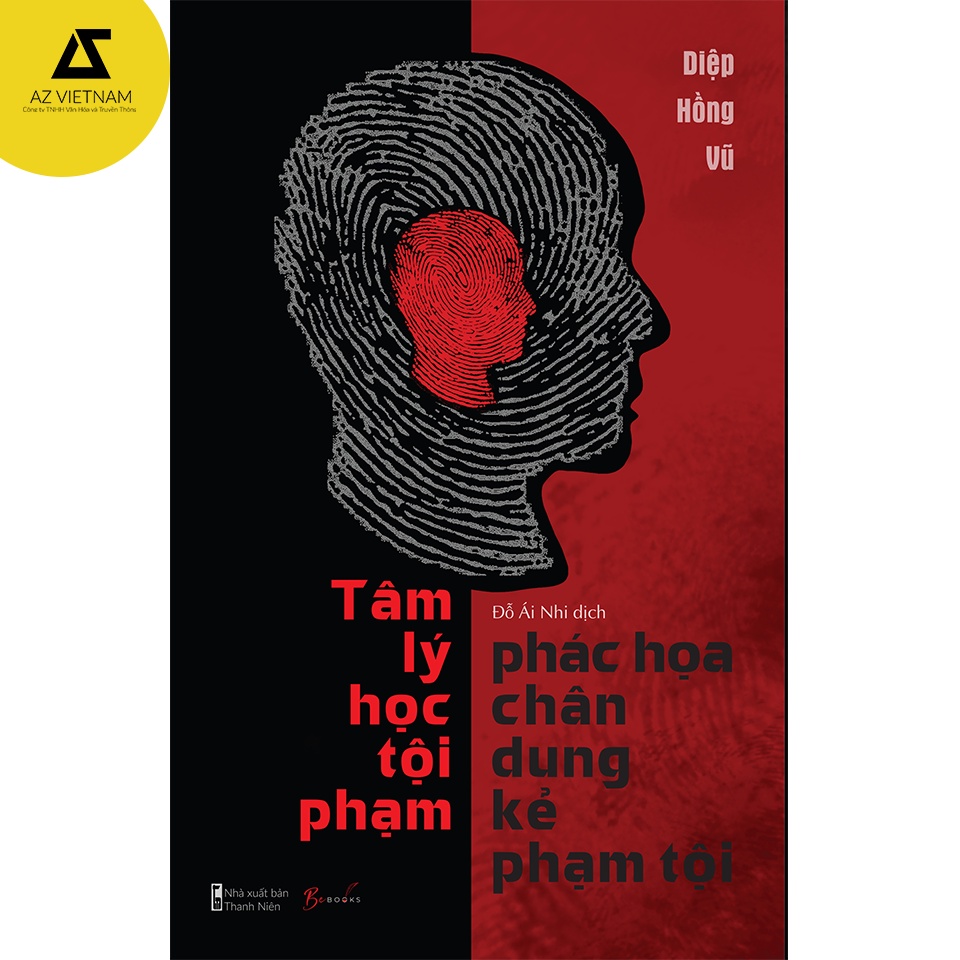 AZ VIETNAM
Công ty TNHH Văn Hóa và Truyền Thông
Diệp
Hồng
Vũ
Tâm
lý
học
tội
phạm
Đỗ Ái Nhi dịch
phác họa
chân
dung
kẻ
phạm tội
Nhà xuất bản
Thanh Niên
BeBOOKS